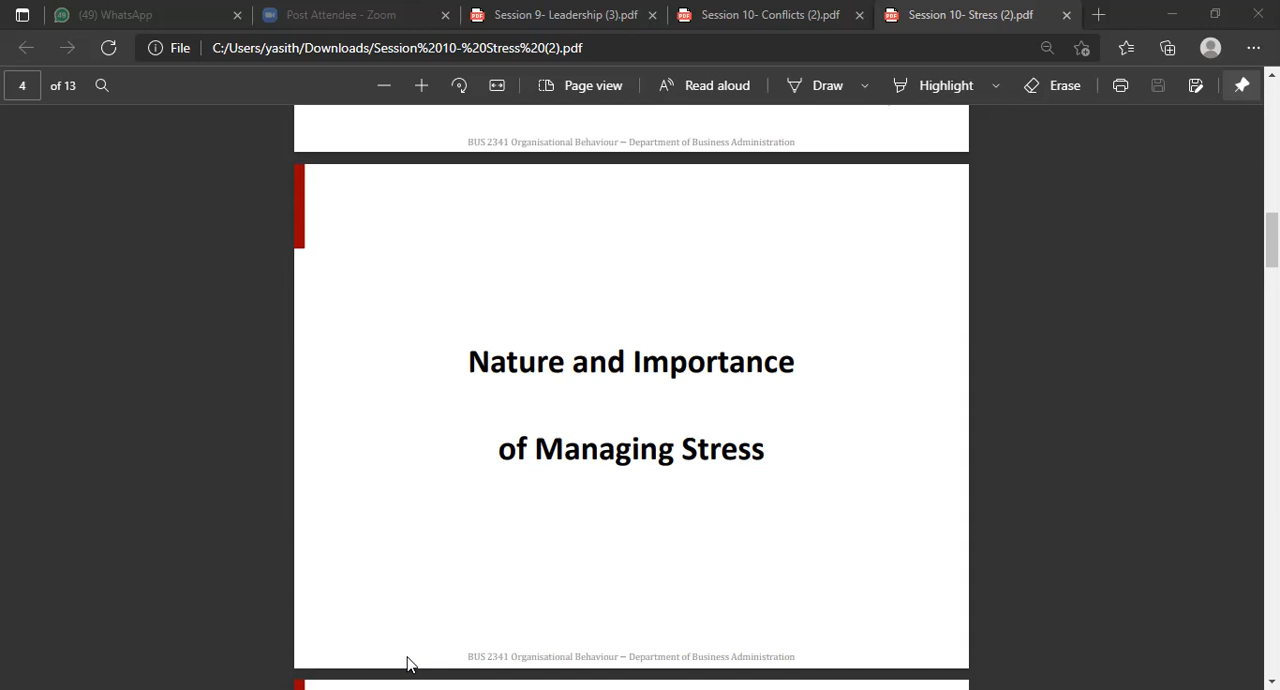 (49) WhatsApp
Post Attendee - Zoom
Session 9- Leadership (3).pdf
Session 10- Conflicts (2).pdf
Session 10- Stress (2).pdf
File
C:/Users/yasith/Downloads/Session%2010-%20Stress%20(2).pdf
4 of 13
Page view
Read aloud
Draw
Highlight
Erase
BUS 2341 Organisational Behaviour – Department of Business Administration
Nature and Importance
of Managing Stress
BUS 2341 Organisational Behaviour – Department of Business Administration